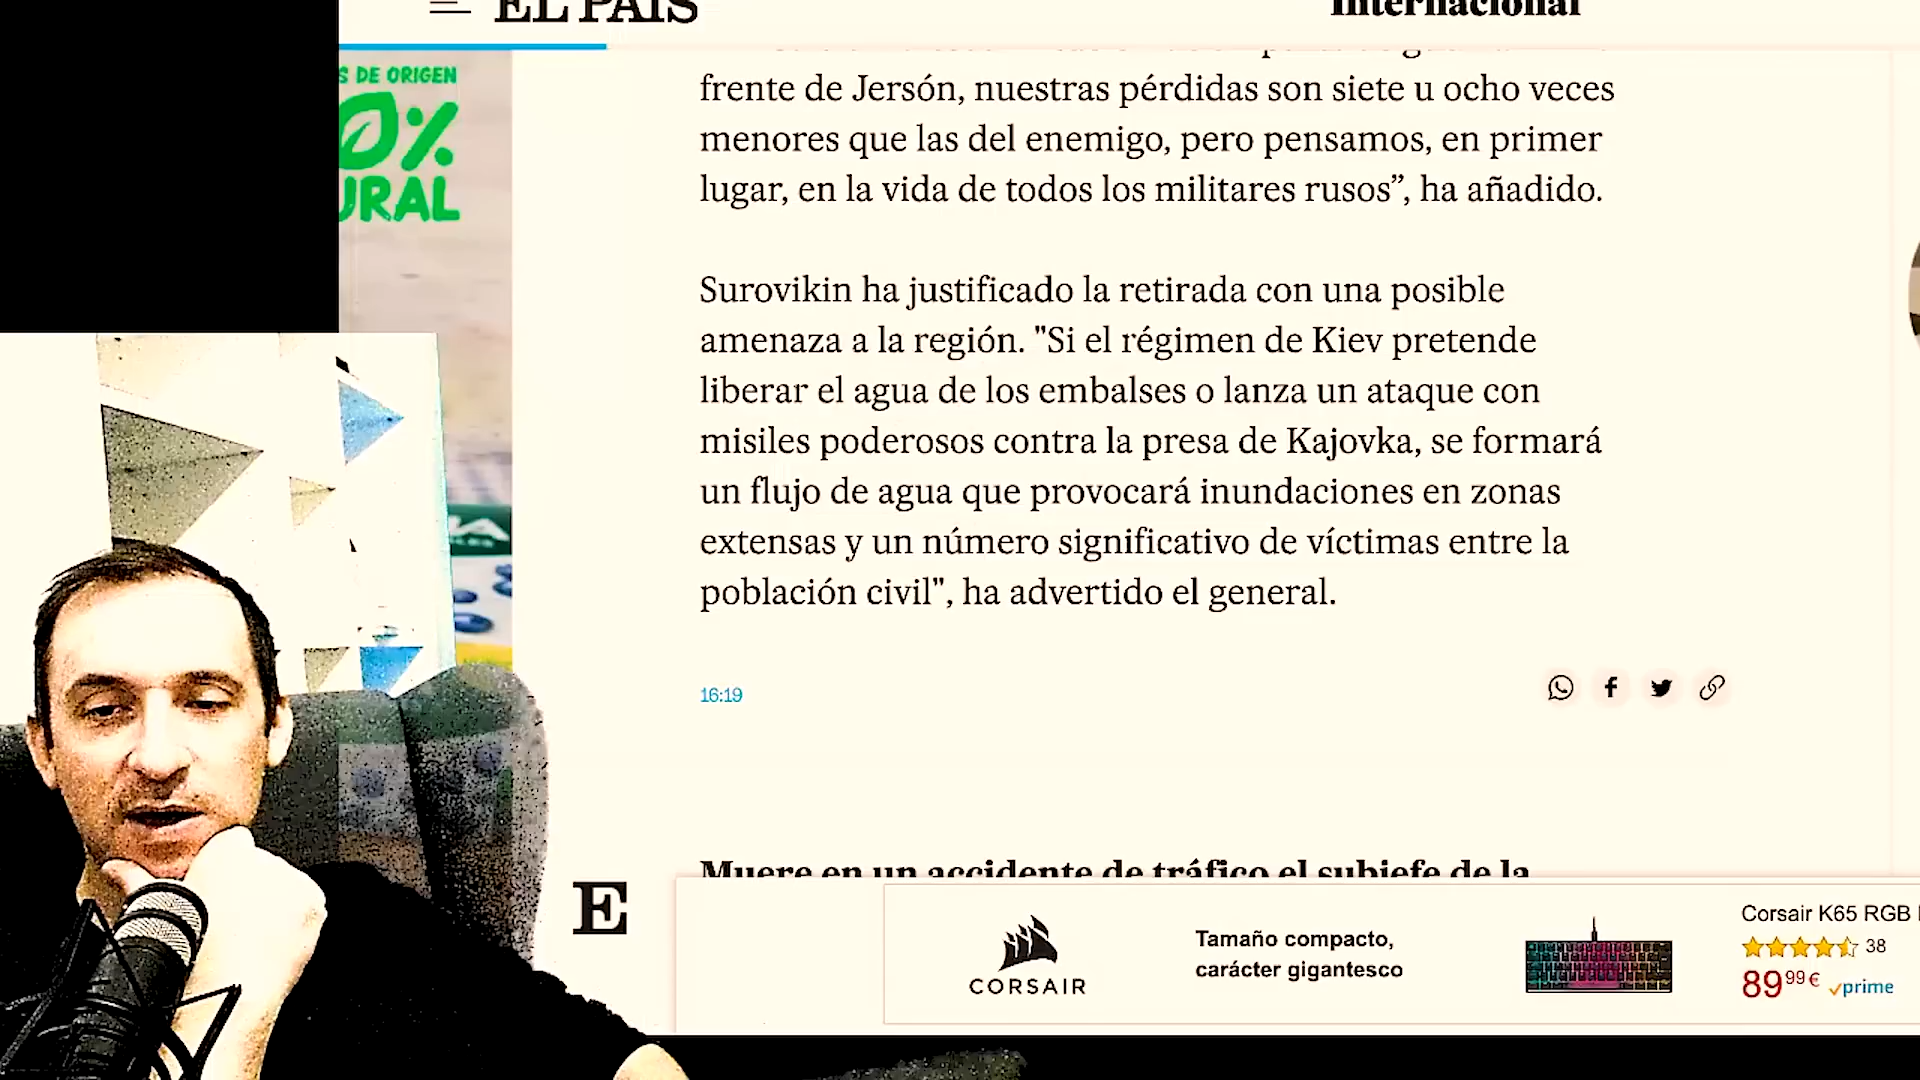 EL PAÍS
Internacional
S DE ORIGEN
0%
URAL
frente de Jersón, nuestras pérdidas son siete u ocho veces
menores que las del enemigo, pero pensamos, en primer
lugar, en la vida de todos los militares rusos”, ha añadido.
Surovikin ha justificado la retirada con una posible
amenaza a la región. "Si el régimen de Kiev pretende
liberar el agua de los embalses o lanza un ataque con
misiles poderosos contra la presa de Kajovka, se formará
un flujo de agua que provocará inundaciones en zonas
extensas y un número significativo de víctimas entre la
población civil", ha advertido el general.
16:19
Muere en un accidente de tráfico el subjefe de la
E
CORSAIR
Tamaño compacto,
carácter gigantesco
Corsair K65 RGB
38
8999€
prime